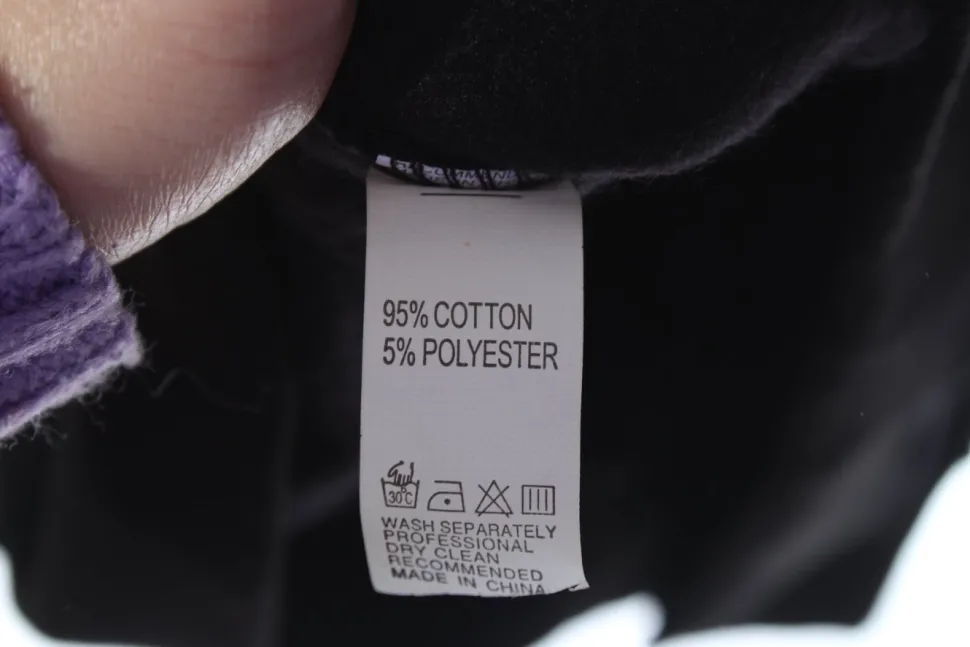 95% COTTON
5% POLYESTER
30°C
WASH SEPARATELY
PROFESSIONAL
DRY CLEAN
RECOMMENDED
MADE IN CHINA